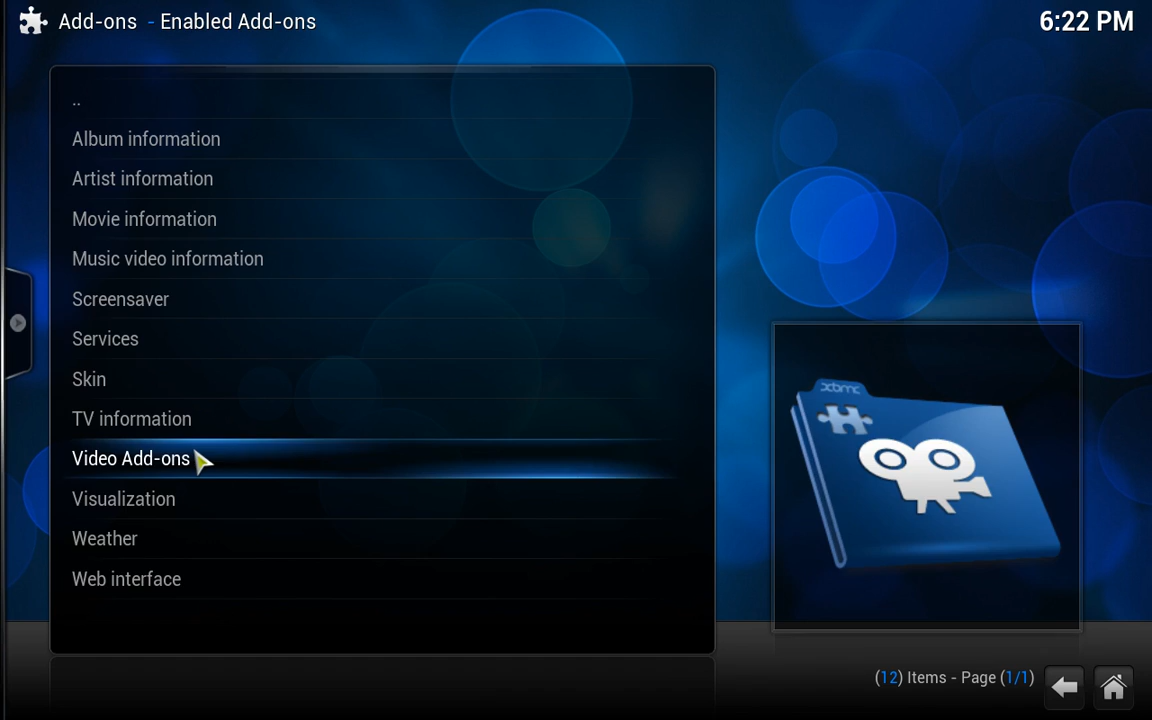 Add-ons - Enabled Add-ons
6:22 PM
..
Album information
Artist information
Movie information
Music video information
Screensaver
Services
Skin
TV information
Video Add-ons
Visualization
Weather
Web interface
xbmc
(12) Items - Page (1/1)